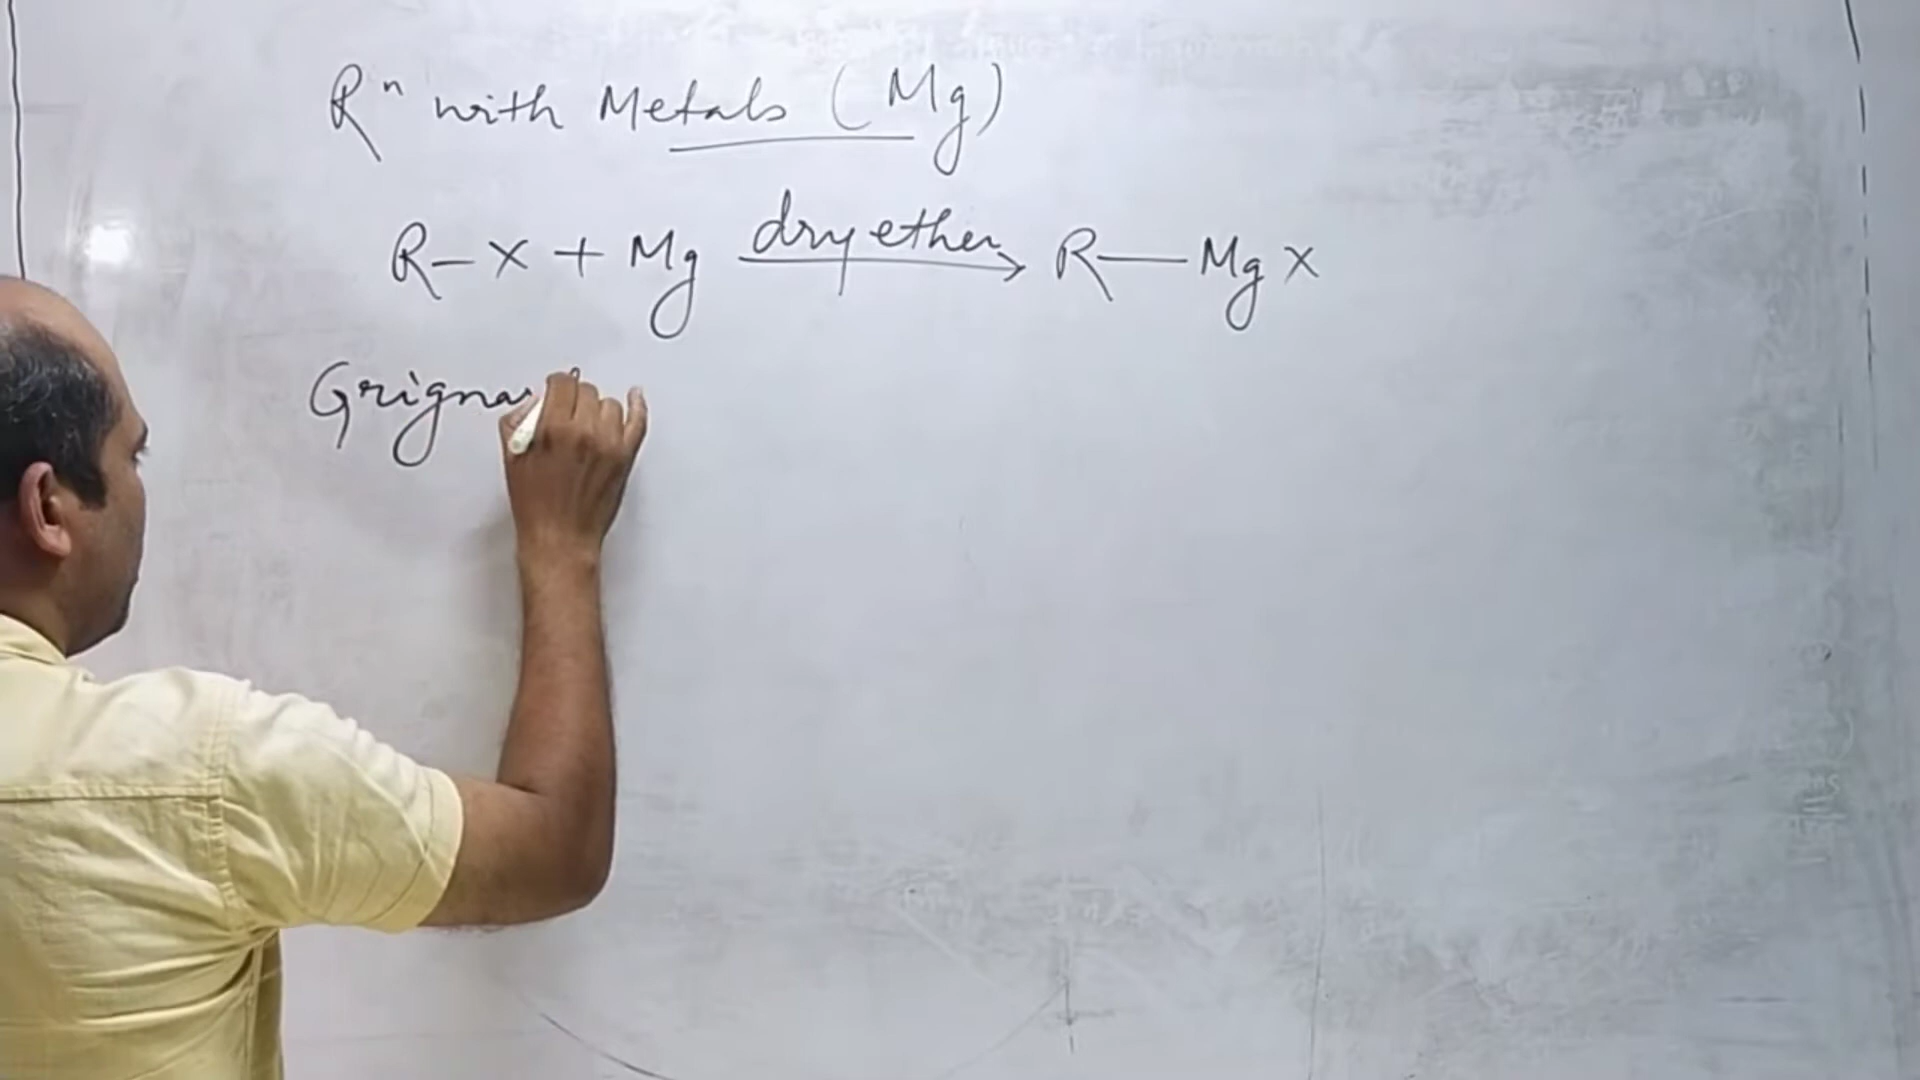 Rⁿ with Metals (Mg)
R-X + Mg dry ether → R—MgX
Grigna